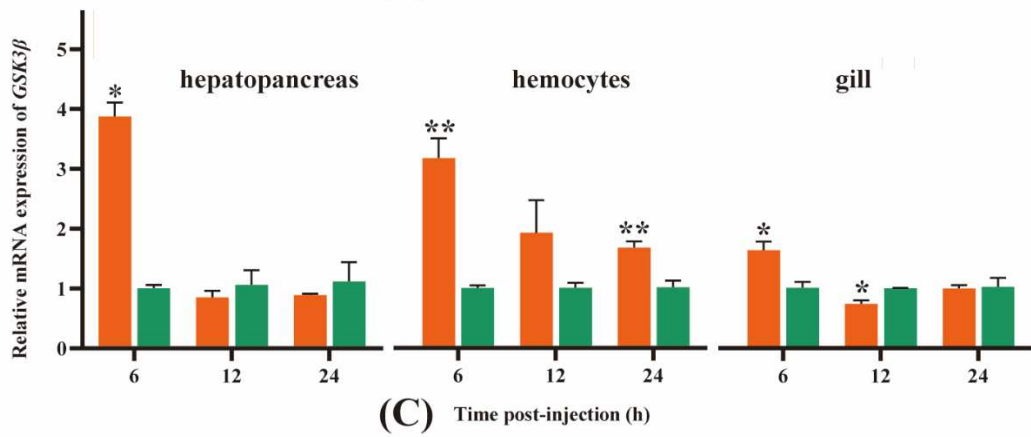 Relative mRNA expression of GSK3β
5
4
3
2
1
0
hepatopancreas
hemocytes
gill
*
**
**
*
*
6 12 24
6 12 24
6 12 24
(C) Time post-injection (h)